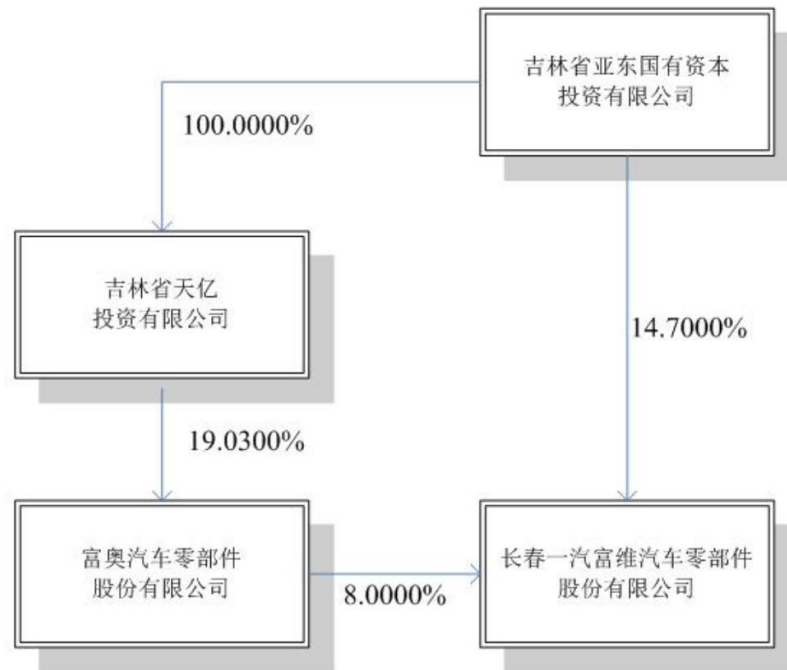 吉林省亚东国有资本
投资有限公司
100.0000%
吉林省天亿
投资有限公司
14.7000%
19.0300%
富奥汽车零部件
股份有限公司
8.0000%
长春一汽富维汽车零部件
股份有限公司